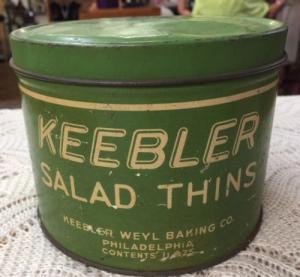 KEEBLER
SALAD THINS
KEEBLER WEYL BAKING CO.
PHILADELPHIA
CONTENTS